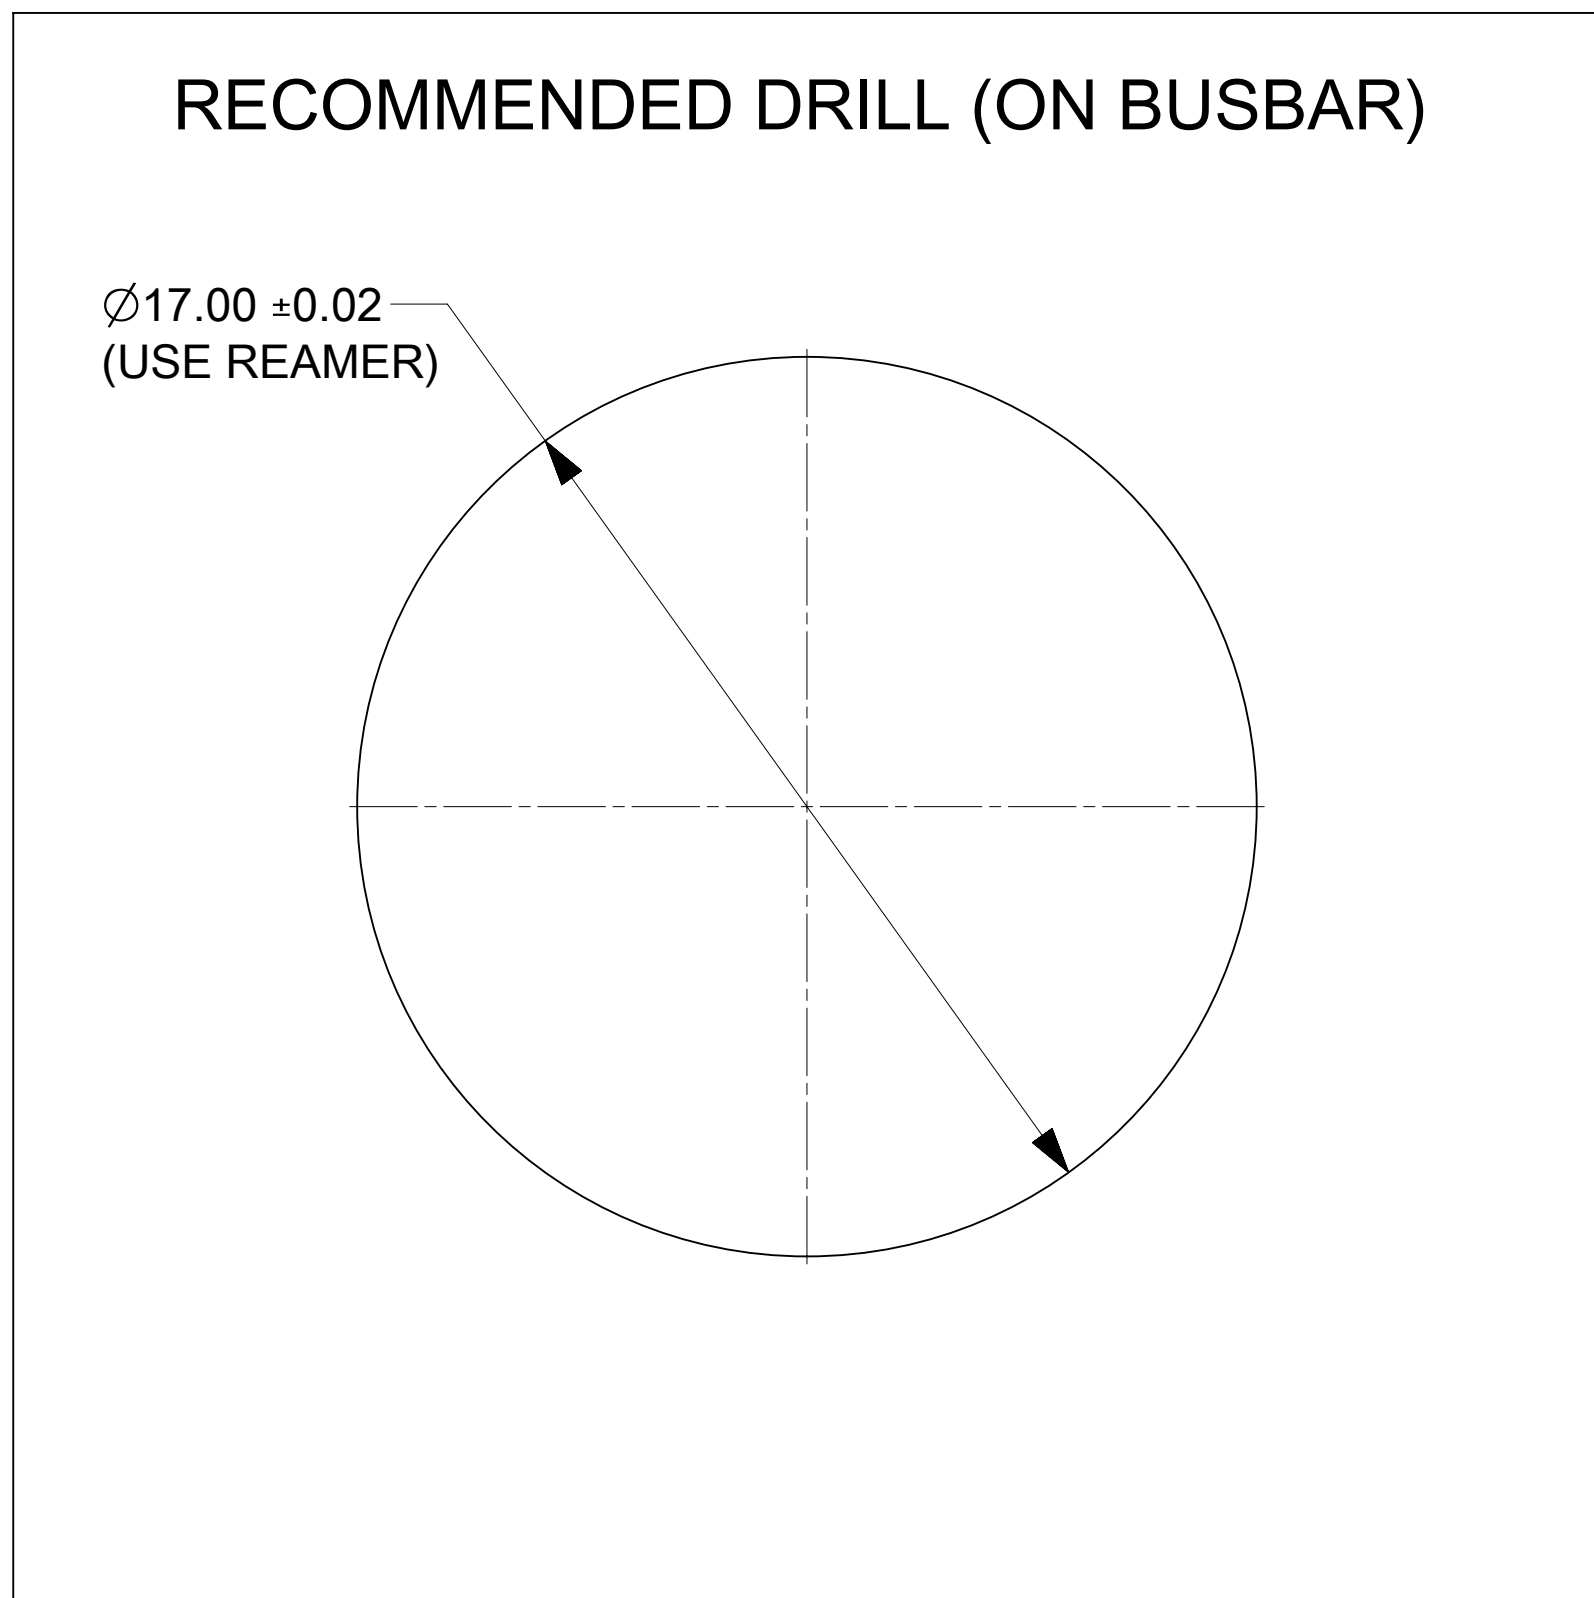 RECOMMENDED DRILL (ON BUSBAR)
∅17.00 ±0.02
(USE REAMER)